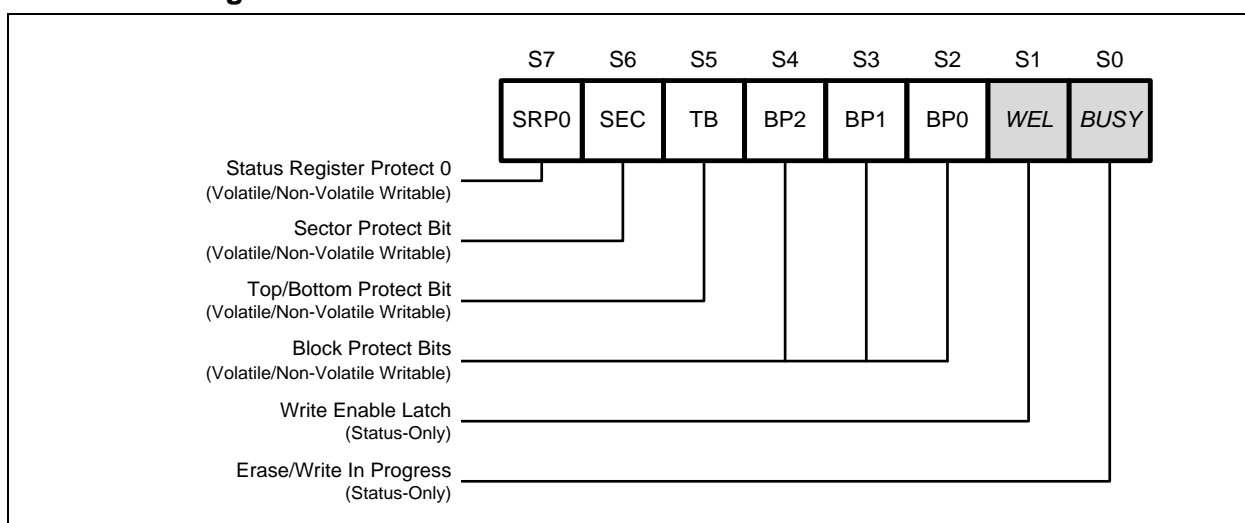 S7 S6 S5 S4 S3 S2 S1 S0
SRP0 SEC TB BP2 BP1 BP0 WEL BUSY
Status Register Protect 0
(Volatile/Non-Volatile Writable)
Sector Protect Bit
(Volatile/Non-Volatile Writable)
Top/Bottom Protect Bit
(Volatile/Non-Volatile Writable)
Block Protect Bits
(Volatile/Non-Volatile Writable)
Write Enable Latch
(Status-Only)
Erase/Write In Progress
(Status-Only)